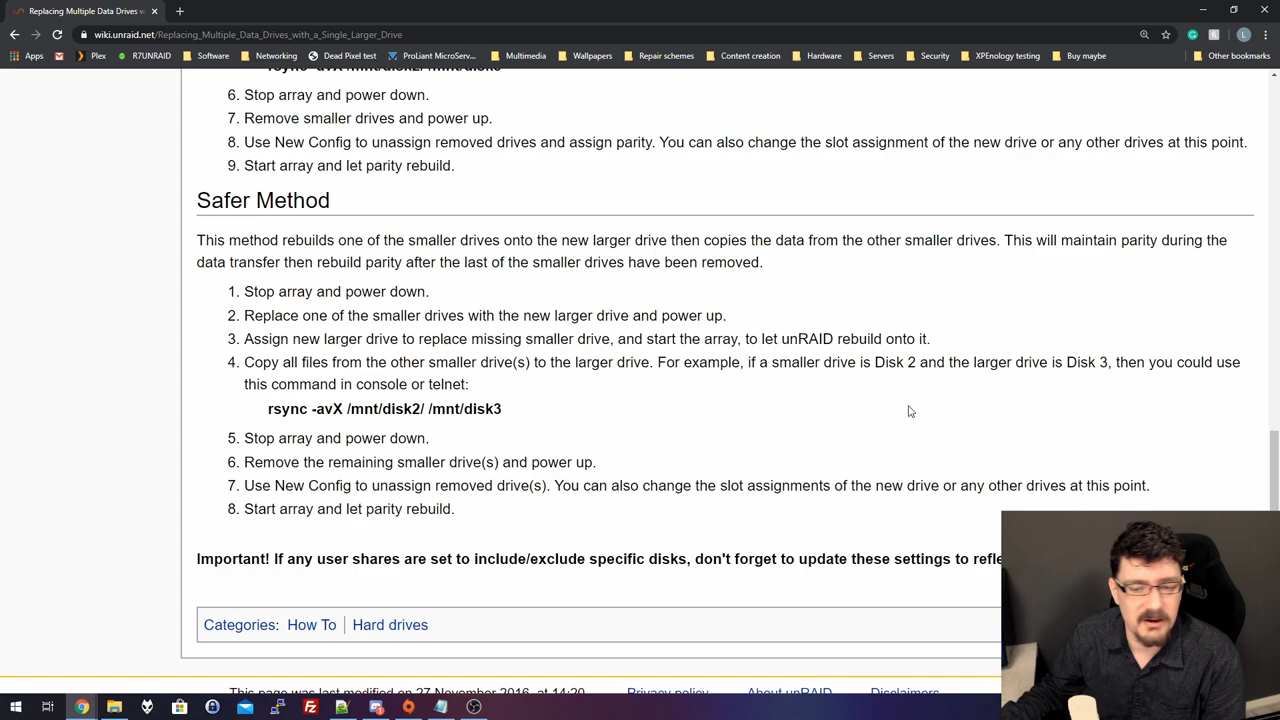 Replacing Multiple Data Drives w
wiki.unraid.net/Replacing_Multiple_Data_Drives_with_a_Single_Larger_Drive
Apps Plex R7UNRAID Software Networking Dead Pixel test ProLiant MicroServ... Multimedia Wallpapers Repair schemes Content creation Hardware Servers Security XPEnology testing Buy maybe Other bookmarks
6. Stop array and power down.
7. Remove smaller drives and power up.
8. Use New Config to unassign removed drives and assign parity. You can also change the slot assignment of the new drive or any other drives at this point.
9. Start array and let parity rebuild.
Safer Method
This method rebuilds one of the smaller drives onto the new larger drive then copies the data from the other smaller drives. This will maintain parity during the
data transfer then rebuild parity after the last of the smaller drives have been removed.
1. Stop array and power down.
2. Replace one of the smaller drives with the new larger drive and power up.
3. Assign new larger drive to replace missing smaller drive, and start the array, to let unRAID rebuild onto it.
4. Copy all files from the other smaller drive(s) to the larger drive. For example, if a smaller drive is Disk 2 and the larger drive is Disk 3, then you could use
this command in console or telnet:
rsync -avX /mnt/disk2/ /mnt/disk3
5. Stop array and power down.
6. Remove the remaining smaller drive(s) and power up.
7. Use New Config to unassign removed drive(s). You can also change the slot assignments of the new drive or any other drives at this point.
8. Start array and let parity rebuild.
Important! If any user shares are set to include/exclude specific disks, don't forget to update these settings to refle
Categories: How To | Hard drives
This page was last modified on 27 November 2016, at 14:20. Privacy policy About unRAID Disclaimers